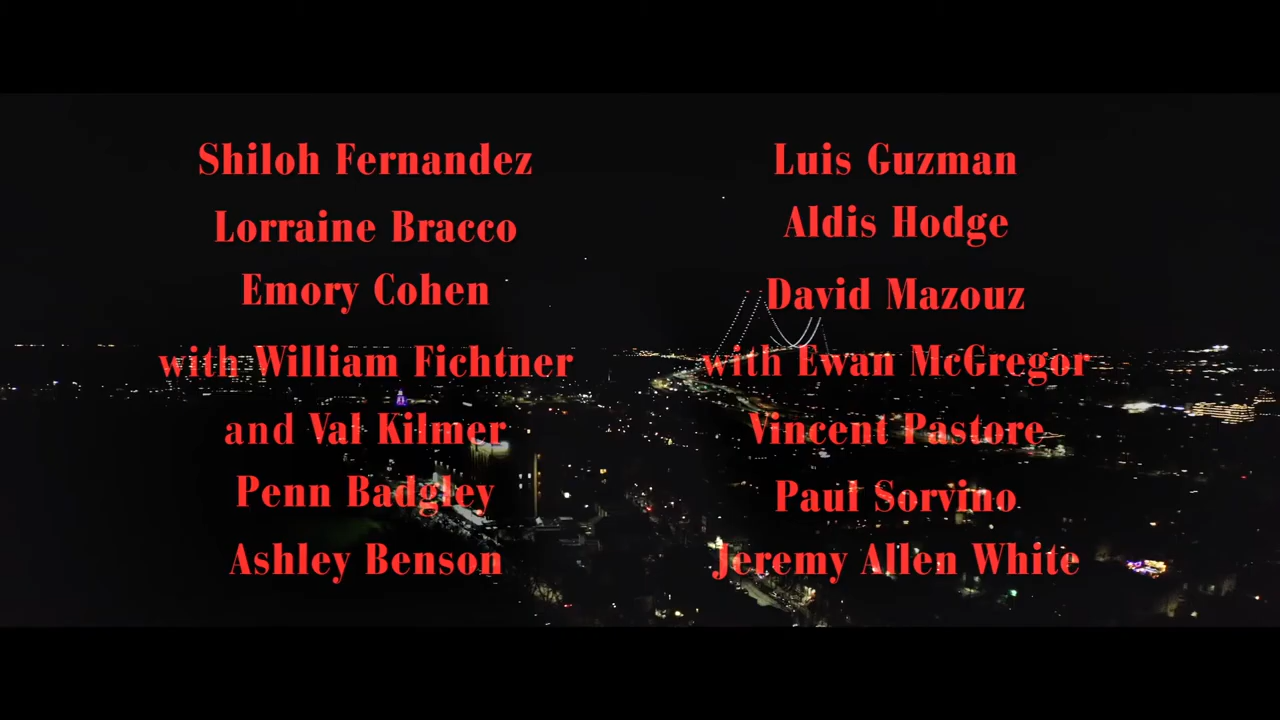 Shiloh Fernandez
Lorraine Bracco
Emory Cohen
with William Fichtner
and Val Kilmer
Penn Badgley
Ashley Benson
Luis Guzman
Aldis Hodge
David Mazouz
with Ewan McGregor
Vincent Pastore
Paul Sorvino
Jeremy Allen White